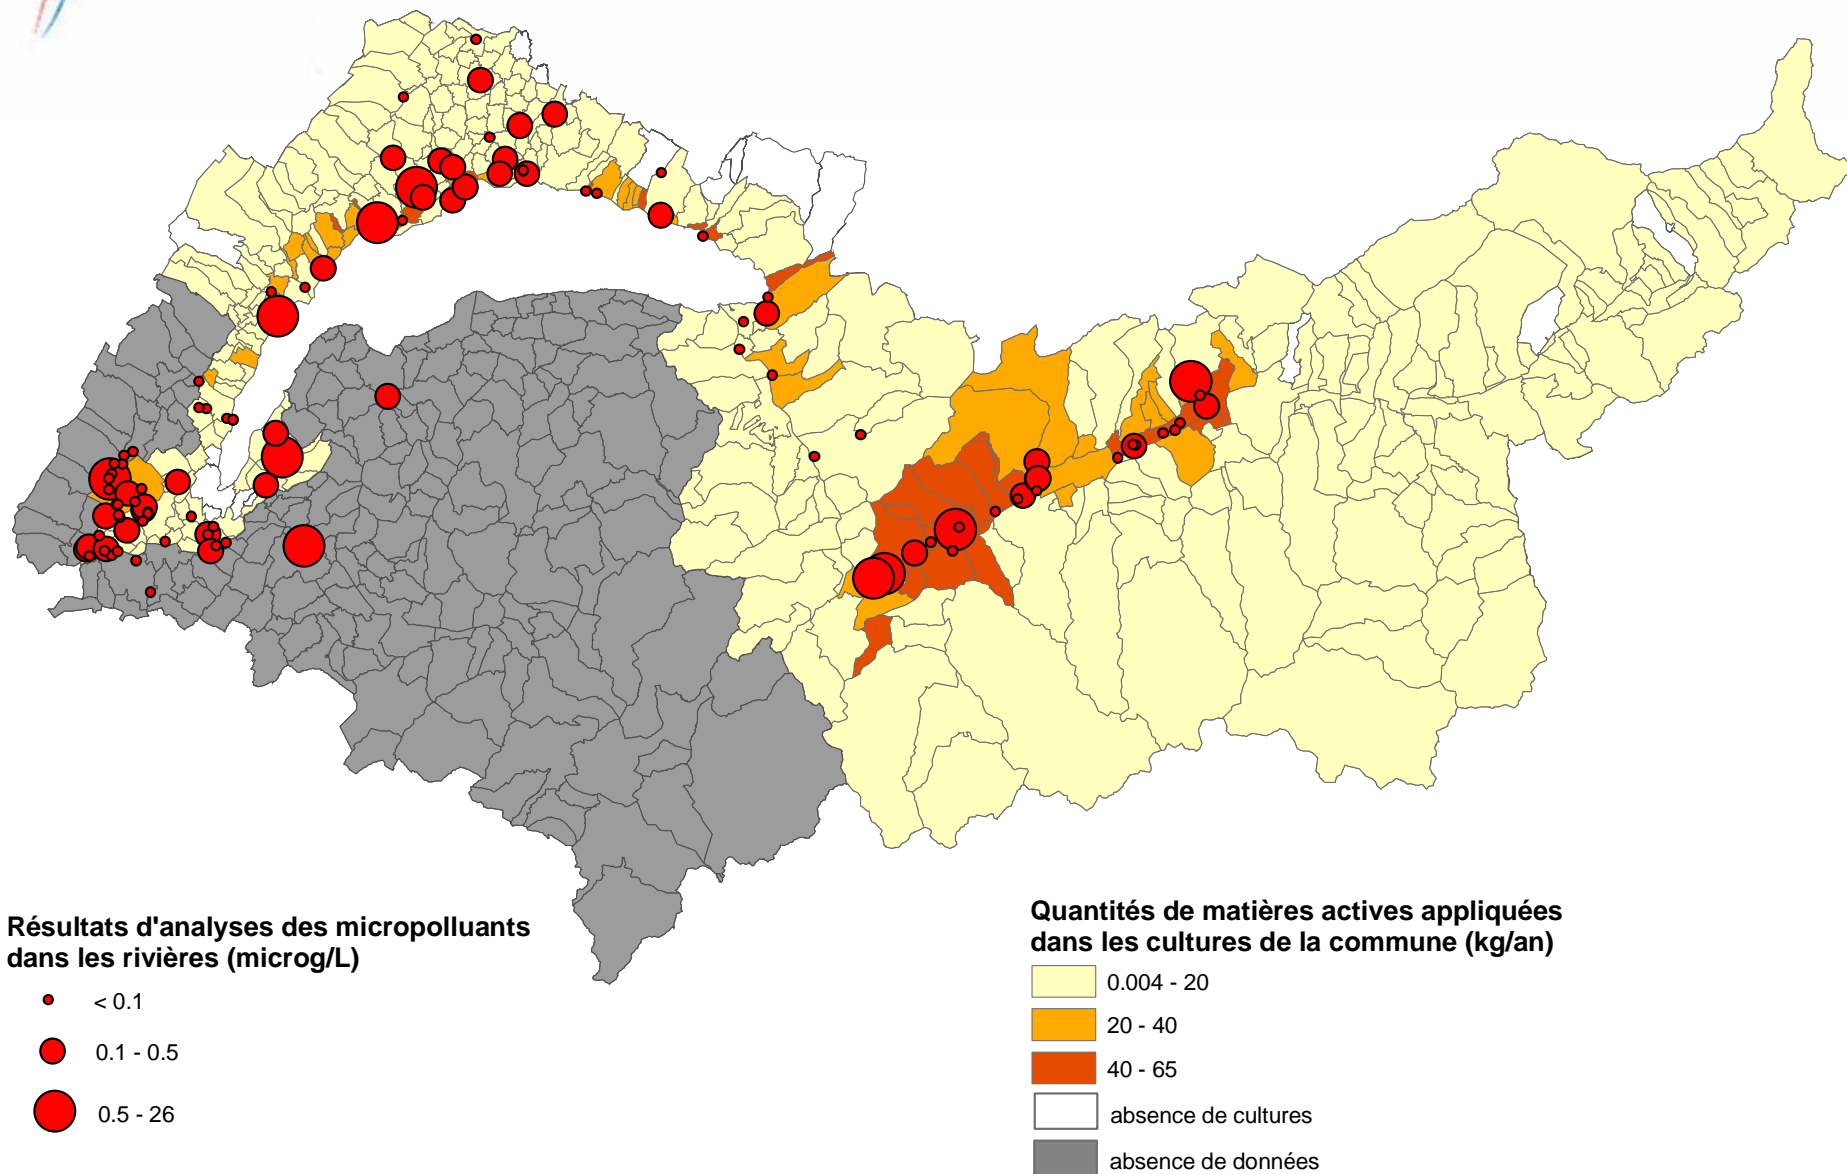 Résultats d'analyses des micropolluants
dans les rivières (microg/L)
< 0.1
0.1 - 0.5
0.5 - 26
Quantités de matières actives appliquées
dans les cultures de la commune (kg/an)
0.004 - 20
20 - 40
40 - 65
absence de cultures
absence de données